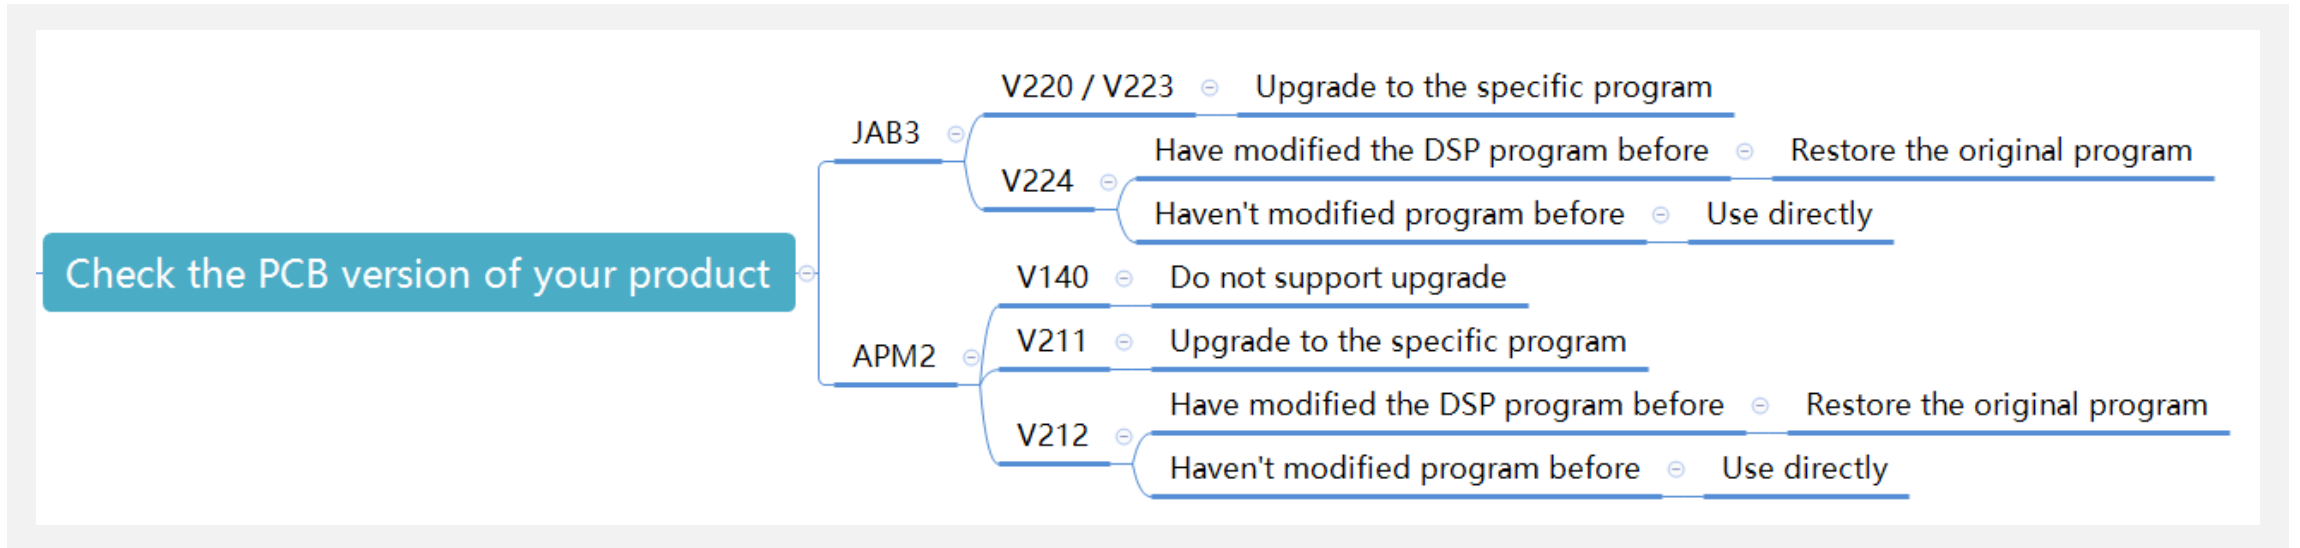 Check the PCB version of your product
JAB3
V220 / V223
Upgrade to the specific program
V224
Have modified the DSP program before
Restore the original program
Haven't modified program before
Use directly
APM2
V140
Do not support upgrade
V211
Upgrade to the specific program
V212
Have modified the DSP program before
Restore the original program
Haven't modified program before
Use directly